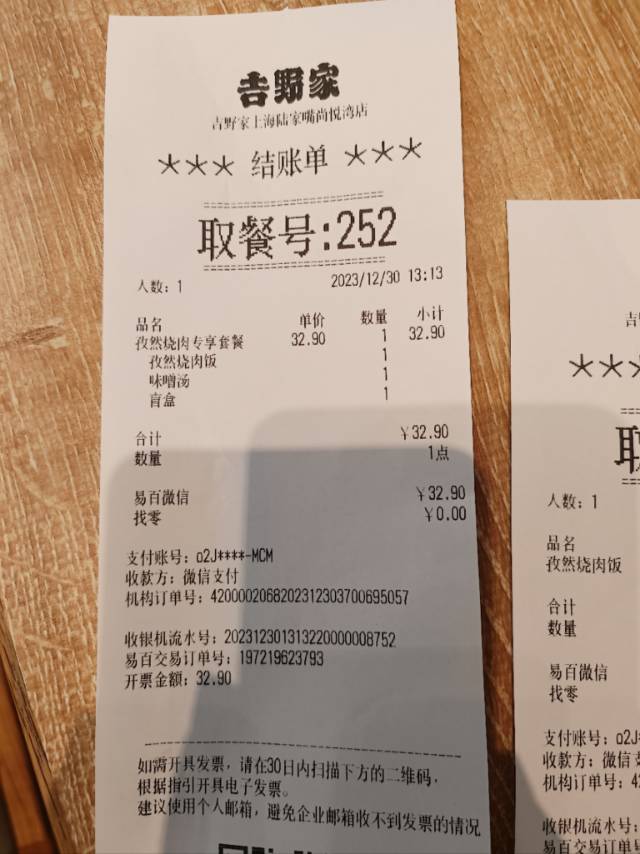 吉野家
吉野家上海陆家嘴尚悦湾店
*** 结账单 ***
取餐号:252
人数: 1 2023/12/30 13:13
品名 单价 数量 小计
孜然烧肉专享套餐 32.90 1 32.90
孜然烧肉饭 1
味噌汤 1
盲盒 1
合计 ¥32.90
数量 1点
易百微信 ¥32.90
找零 ¥0.00
支付账号: o2J****-MCM
收款方: 微信支付
机构订单号: 4200002068202312303700695057
收银机流水号: 2023123013132200000008752
易百交易订单号: 197219623793
开票金额: 32.90
如需开具发票，请在30日内扫描下方的二维码，
根据指引开具电子发票。
建议使用个人邮箱，避免企业邮箱收不到发票的情况
吉
***
取
人数: 1
品名
孜然烧肉饭
合计
数量
易百微信
找零
支付账号: o2J
收款方: 微信
机构订单号: 4
收银机流水号:
易百交易订单号